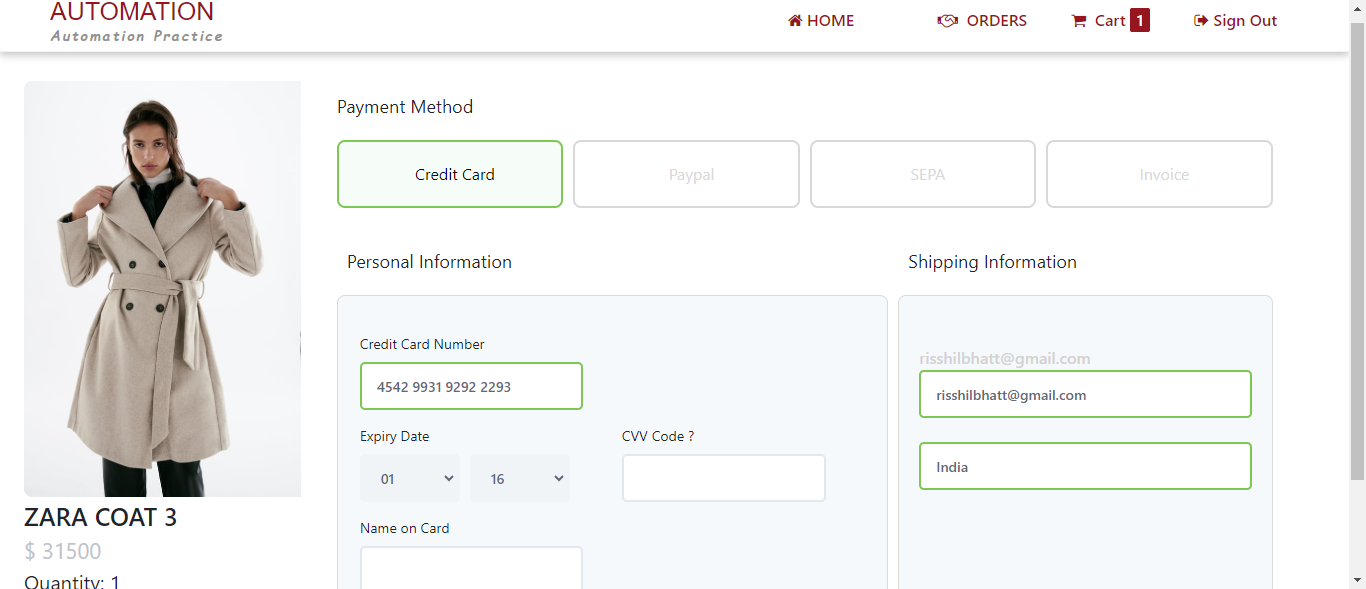 AUTOMATION
Automation Practice
HOME
ORDERS
Cart 1
Sign Out
Payment Method
Credit Card
Paypal
SEPA
Invoice
Personal Information
Shipping Information
Credit Card Number
4542 9931 9292 2293
Expiry Date
CVV Code ?
01
16
Name on Card
risshilbhatt@gmail.com
risshilbhatt@gmail.com
India
ZARA COAT 3
$ 31500
Quantity: 1